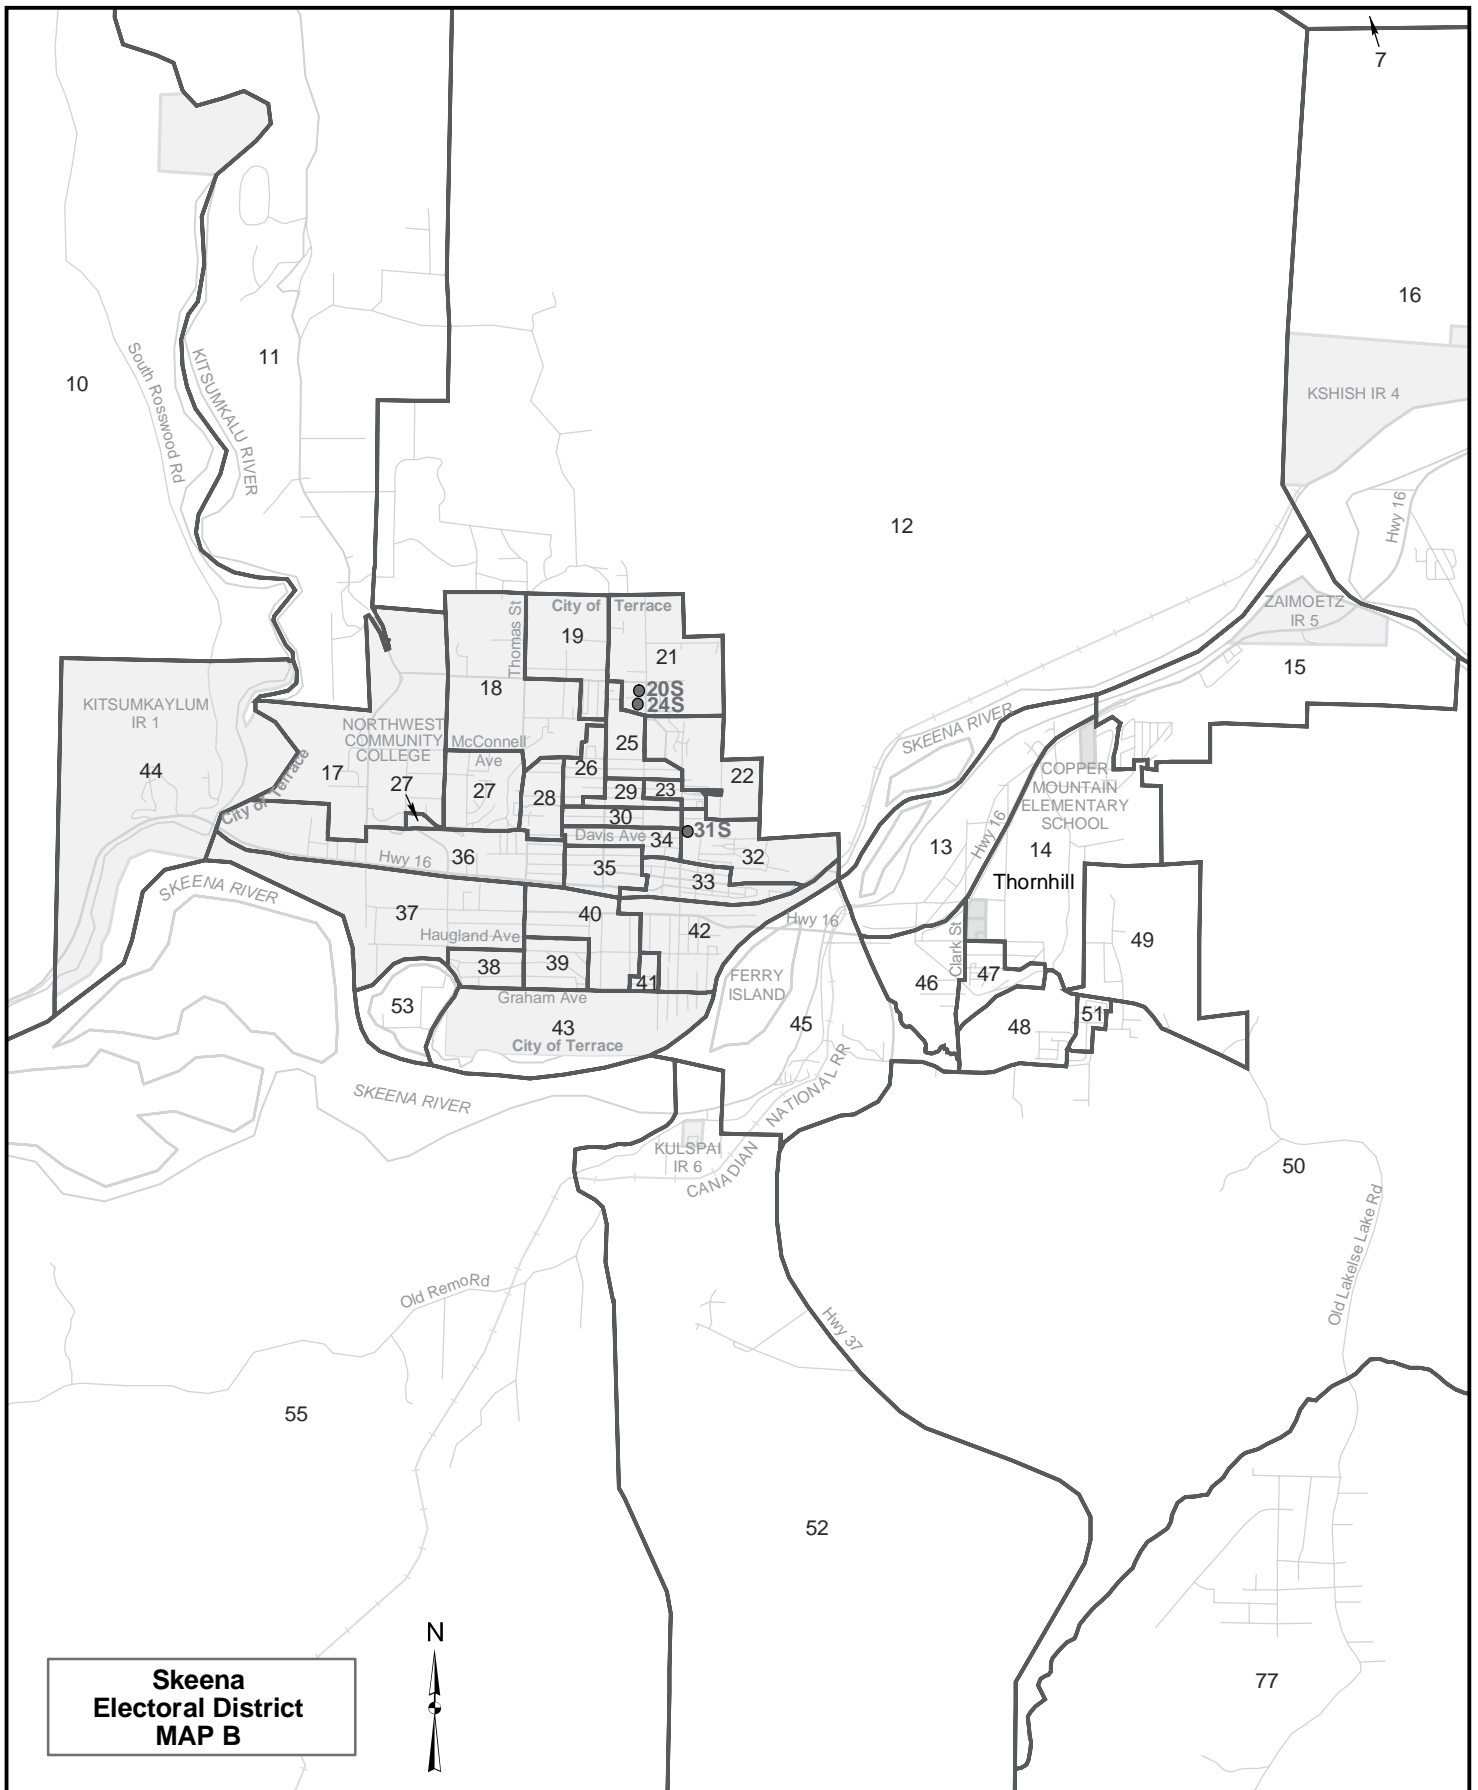 7
16
KSHISH IR 4
Hwy 16
10
South Rosswood Rd
KITSUMKALU RIVER
11
12
ZAIMOETZ
IR 5
15
City of Terrace
Thomas St
19
21
18
20S
24S
KITSUMKAYLUM
IR 1
44
City of Terrace
17
NORTHWEST
COMMUNITY
COLLEGE
27
McConnell
Ave
27
25
26
28
29
23
22
30
Davis Ave
34
31S
32
Hwy 16
36
35
33
SKEENA RIVER
COPPER
MOUNTAIN
ELEMENTARY
SCHOOL
13
Hwy 16
14
Thornhill
SKEENA RIVER
37
40
Haugland Ave
42
Hwy 16
38
39
41
Clark St
49
46
47
FERRY
ISLAND
53
Graham Ave
43
City of Terrace
45
48
51
SKEENA RIVER
CANADIAN NATIONAL RR
KULSPAI
IR 6
50
Old Lakelse Lake Rd
Old Remo Rd
Hwy 37
55
52
77
N
Skeena
Electoral District
MAP B